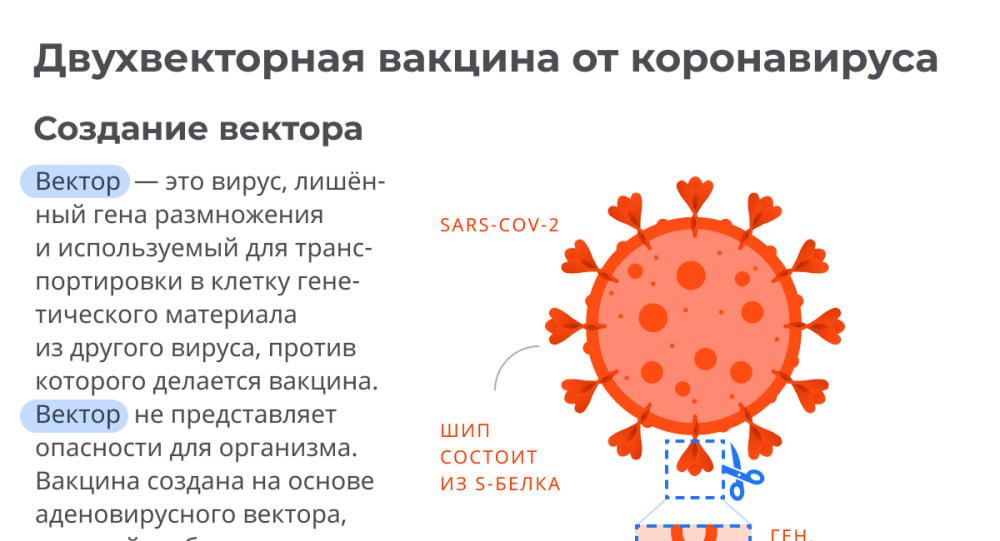 Двухвекторная вакцина от коронавируса
Создание вектора
Вектор — это вирус, лишён-
ный гена размножения
и используемый для транс-
портировки в клетку гене-
тического материала
из другого вируса, против
которого делается вакцина.
Вектор не представляет
опасности для организма.
Вакцина создана на основе
аденовирусного вектора,
SARS-COV-2
ШИП
СОСТОИТ
ИЗ S-БЕЛКА
ГЕН,